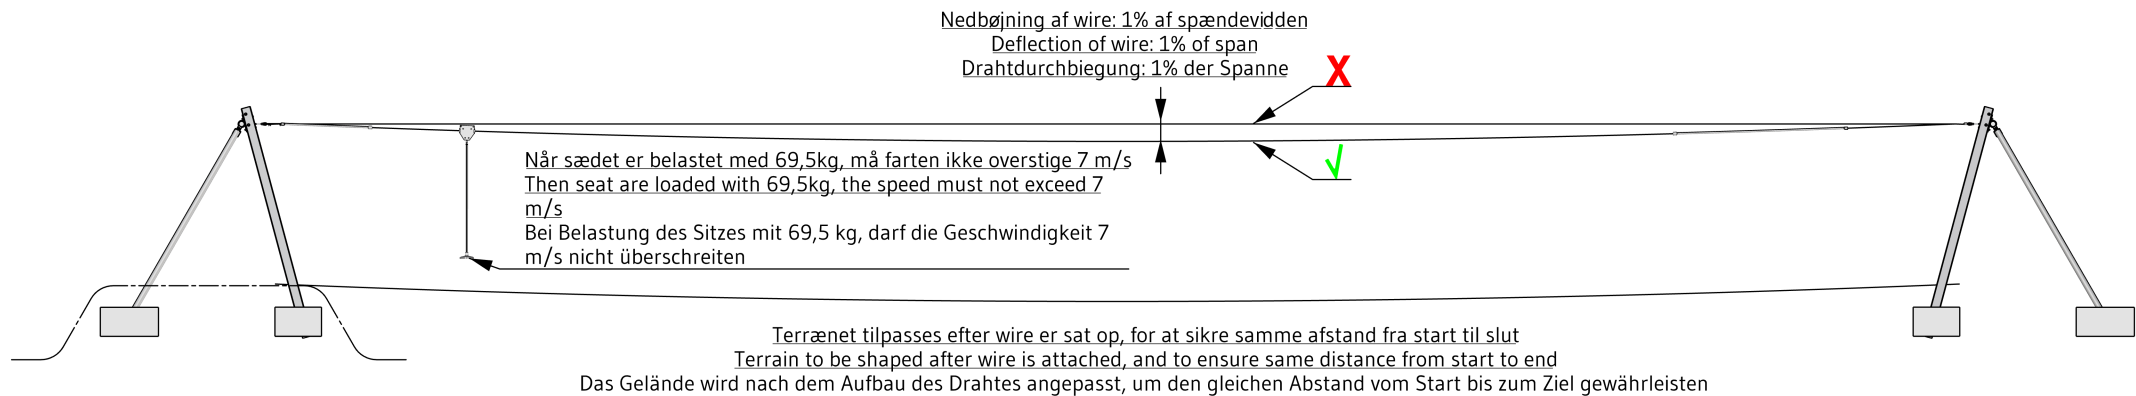 Nedbøjning af wire: 1% af spændevidden
Deflection of wire: 1% of span
Drahtdurchbiegung: 1% der Spanne
X
√
Når sædet er belastet med 69,5kg, må farten ikke overstige 7 m/s
Then seat are loaded with 69,5kg, the speed must not exceed 7
m/s
Bei Belastung des Sitzes mit 69,5 kg, darf die Geschwindigkeit 7
m/s nicht überschreiten
Terrænet tilpasses efter wire er sat op, for at sikre samme afstand fra start til slut
Terrain to be shaped after wire is attached, and to ensure same distance from start to end
Das Gelände wird nach dem Aufbau des Drahtes angepasst, um den gleichen Abstand vom Start bis zum Ziel gewährleisten